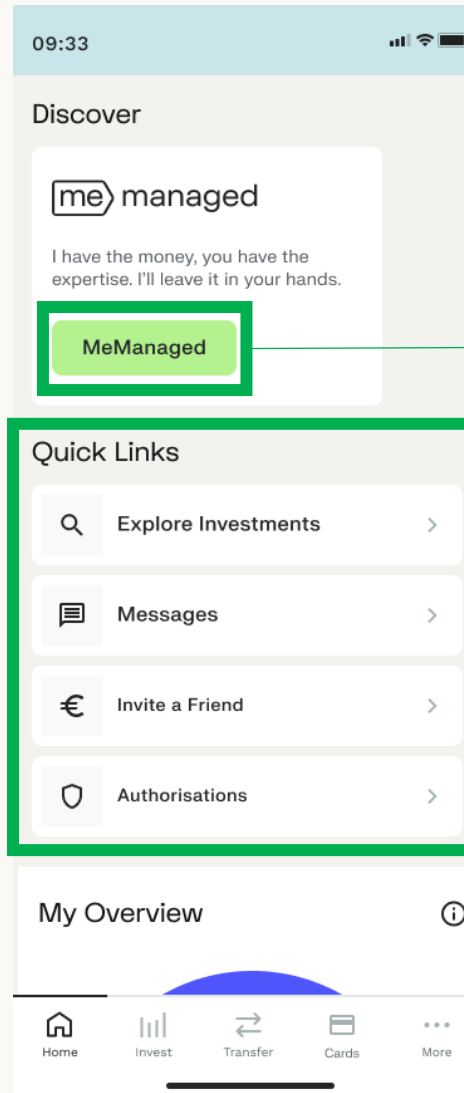 09:33
Discover
me managed
I have the money, you have the
expertise. I'll leave it in your hands.
MeManaged
Quick Links
Explore Investments
Messages
Invite a Friend
Authorisations
My Overview
Home Invest Transfer Cards More